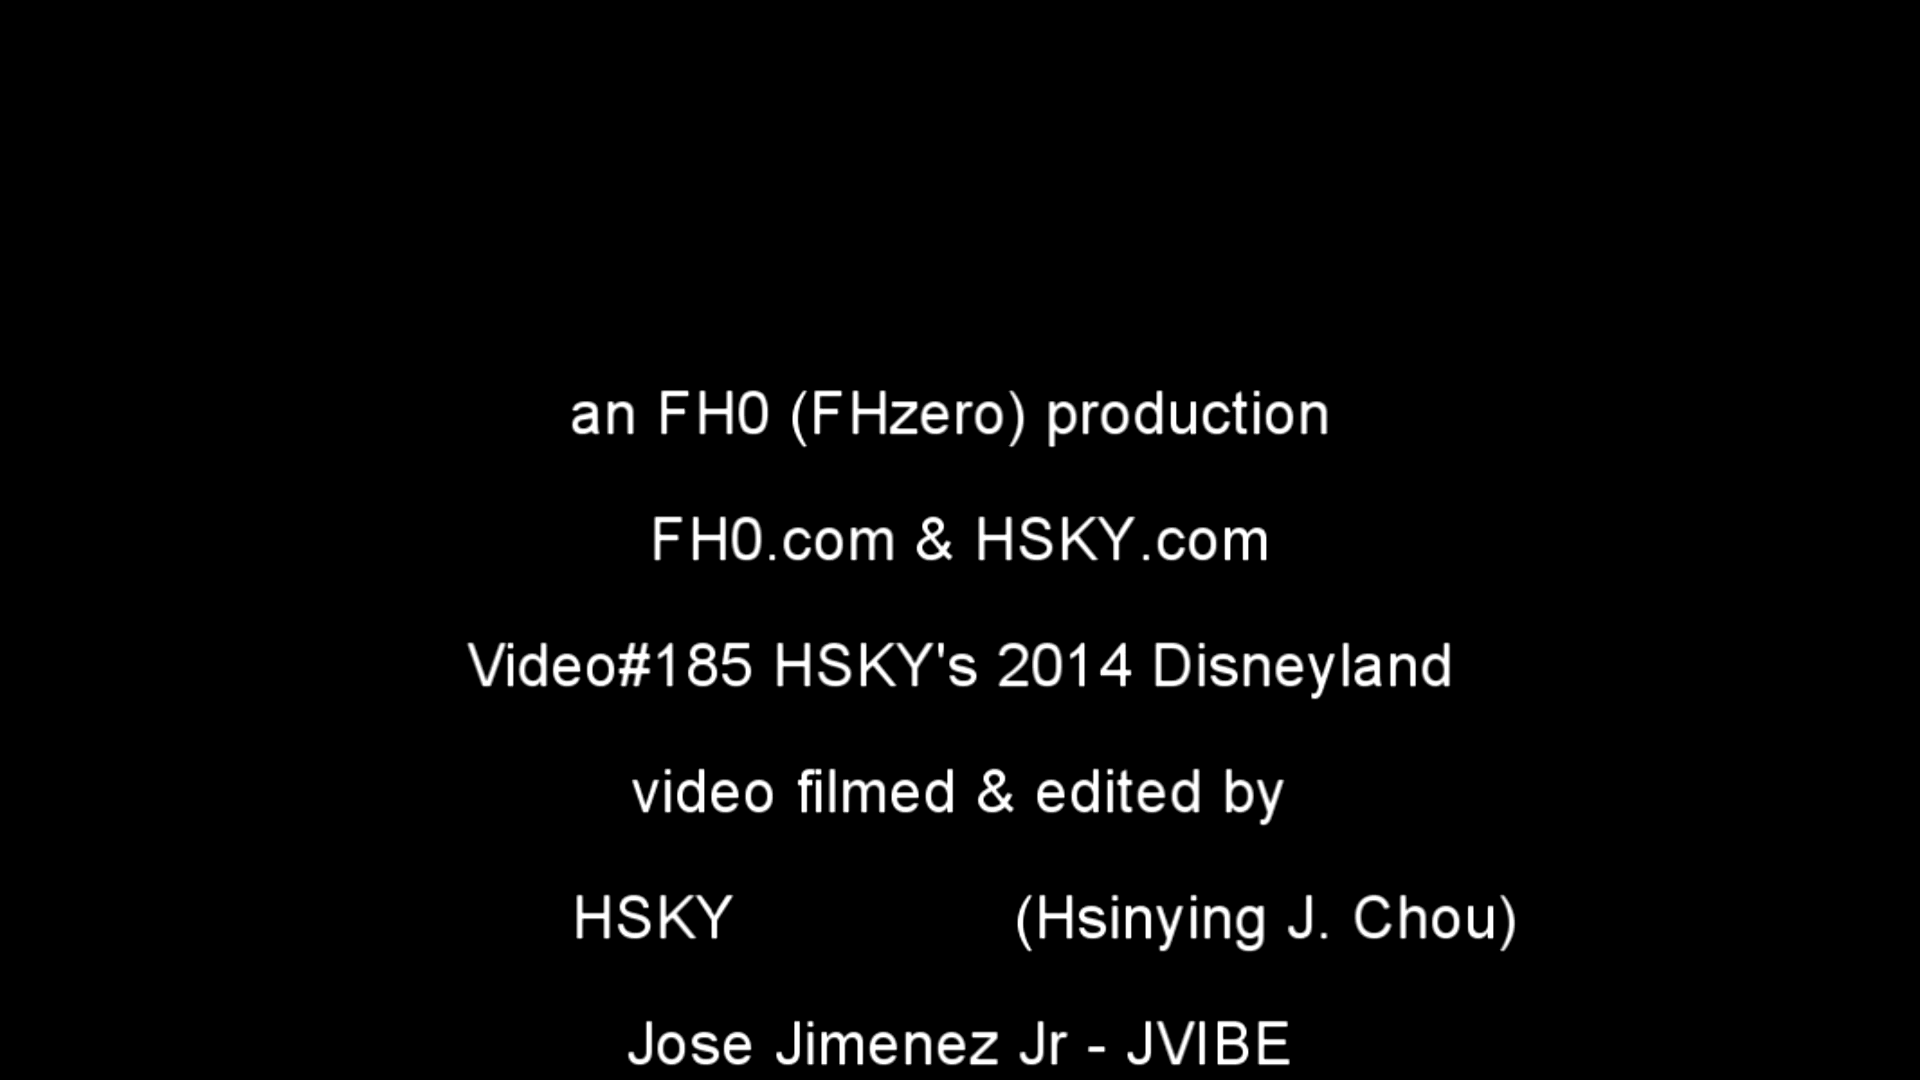 an FH0 (FHzero) production
FH0.com & HSKY.com
Video#185 HSKY's 2014 Disneyland
video filmed & edited by
HSKY (Hsinying J. Chou)
Jose Jimenez Jr - JVIBE